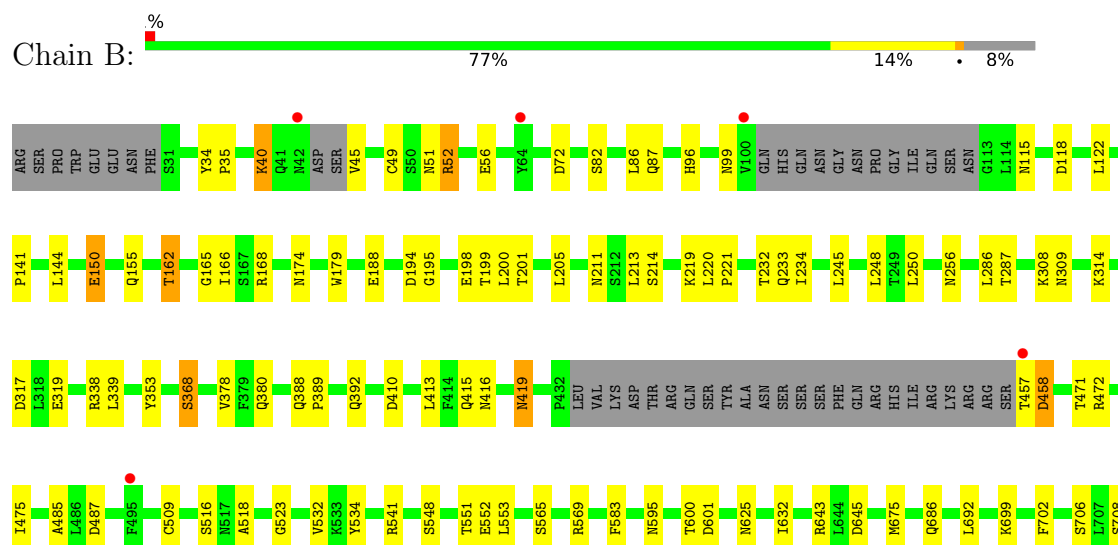 %
Chain B:
77% 14% • 8%
ARG SER PRO TRP GLU GLU ASN PHE S31 Y34 P35 K40 Q41 N42 ASP SER V45 C49 S50 N51 R52 E56 Y64 D72 S82 L86 Q87 H96 N99 V100 GLN HIS GLN ASN GLY ASN PRO GLY ILE GLN SER ASN G113 L114 N115 D118 L122
P141 L144 E150 Q155 T162 G165 I166 S167 R168 N174 W179 E188 D194 G195 E198 T199 L200 T201 L205 N211 S212 L213 S214 K219 L220 P221 T232 Q233 I234 L245 L248 T249 L250 N256 L286 T287 K308 N309 K314
D317 L318 E319 R338 L339 Y353 S368 V378 F379 Q380 Q388 P389 Q392 D410 L413 F414 Q415 N416 N419 P432 LEU VAL LYS ASP THR ARG GLN SER TYR ALA ASN SER SER SER PHE ARG ARG HIS ILE ARG LYS LEU ARG ARG SER T457 D458 T471 R472
I475 A485 L486 D487 F495 C509 S516 N517 A518 G523 V532 K533 Y534 R541 S548 T551 E552 L553 S565 R569 F583 N595 T600 D601 N625 I632 R643 L644 D645 M675 Q686 L692 K699 F702 S706 L707 S708